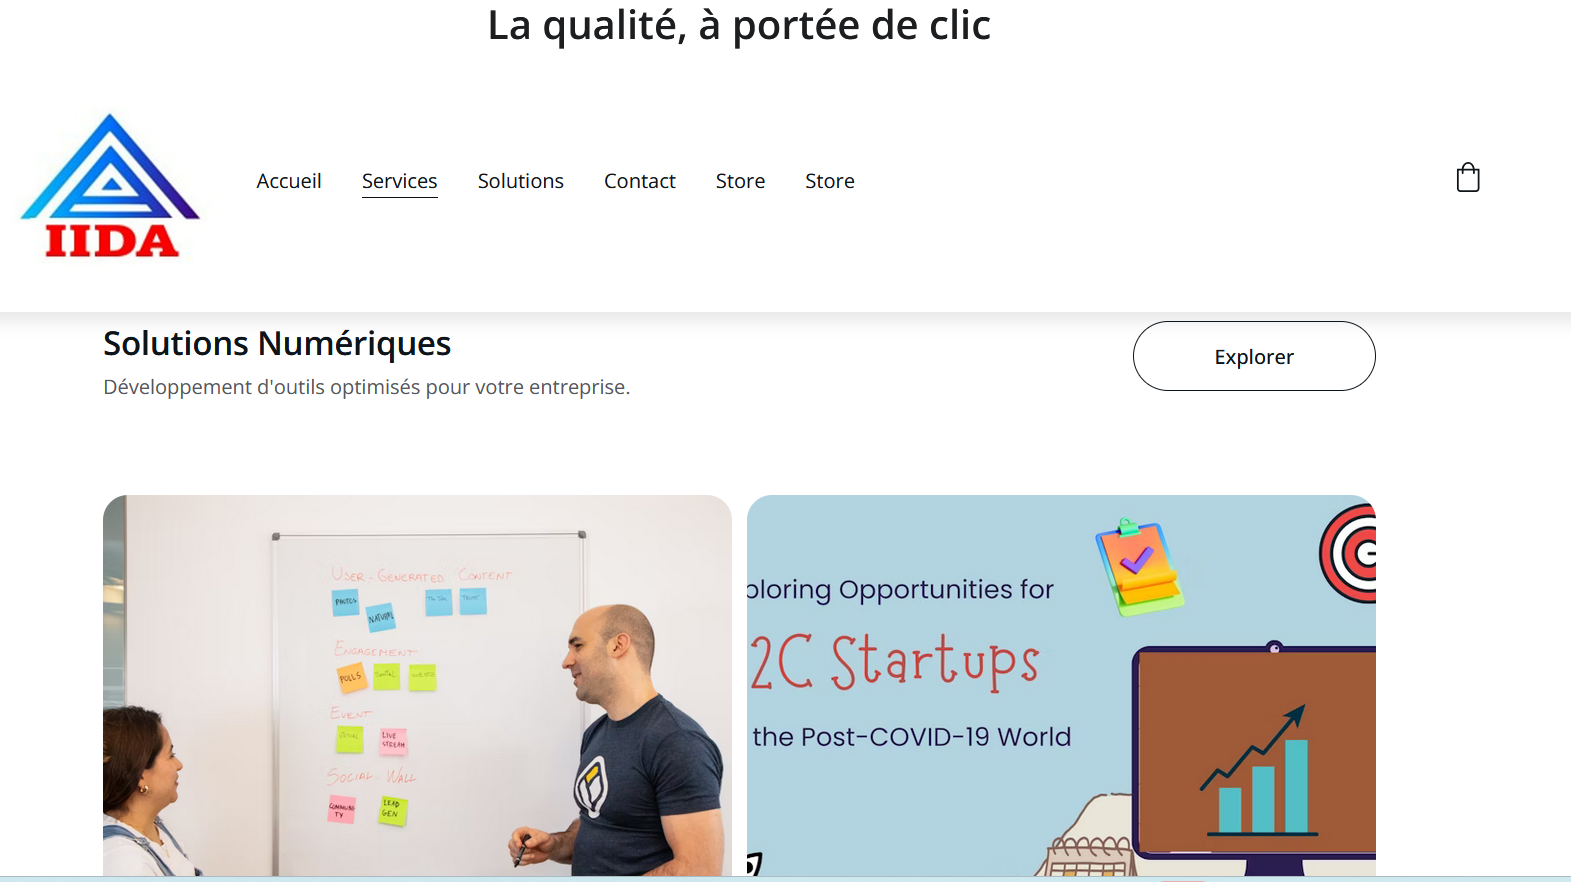 La qualité, à portée de clic
IIDA
Accueil Services Solutions Contact Store Store
Solutions Numériques
Développement d'outils optimisés pour votre entreprise.
Explorer
USER-GENERATED CONTENT
PHOTOS
NATURAL
ENGAGEMENT
POLLS
EVENT
LIVE
STREAM
SOCIAL WALL
COMMUNI
TY
LEAD
GEN
ploring Opportunities for
2C Startups
the Post-COVID-19 World